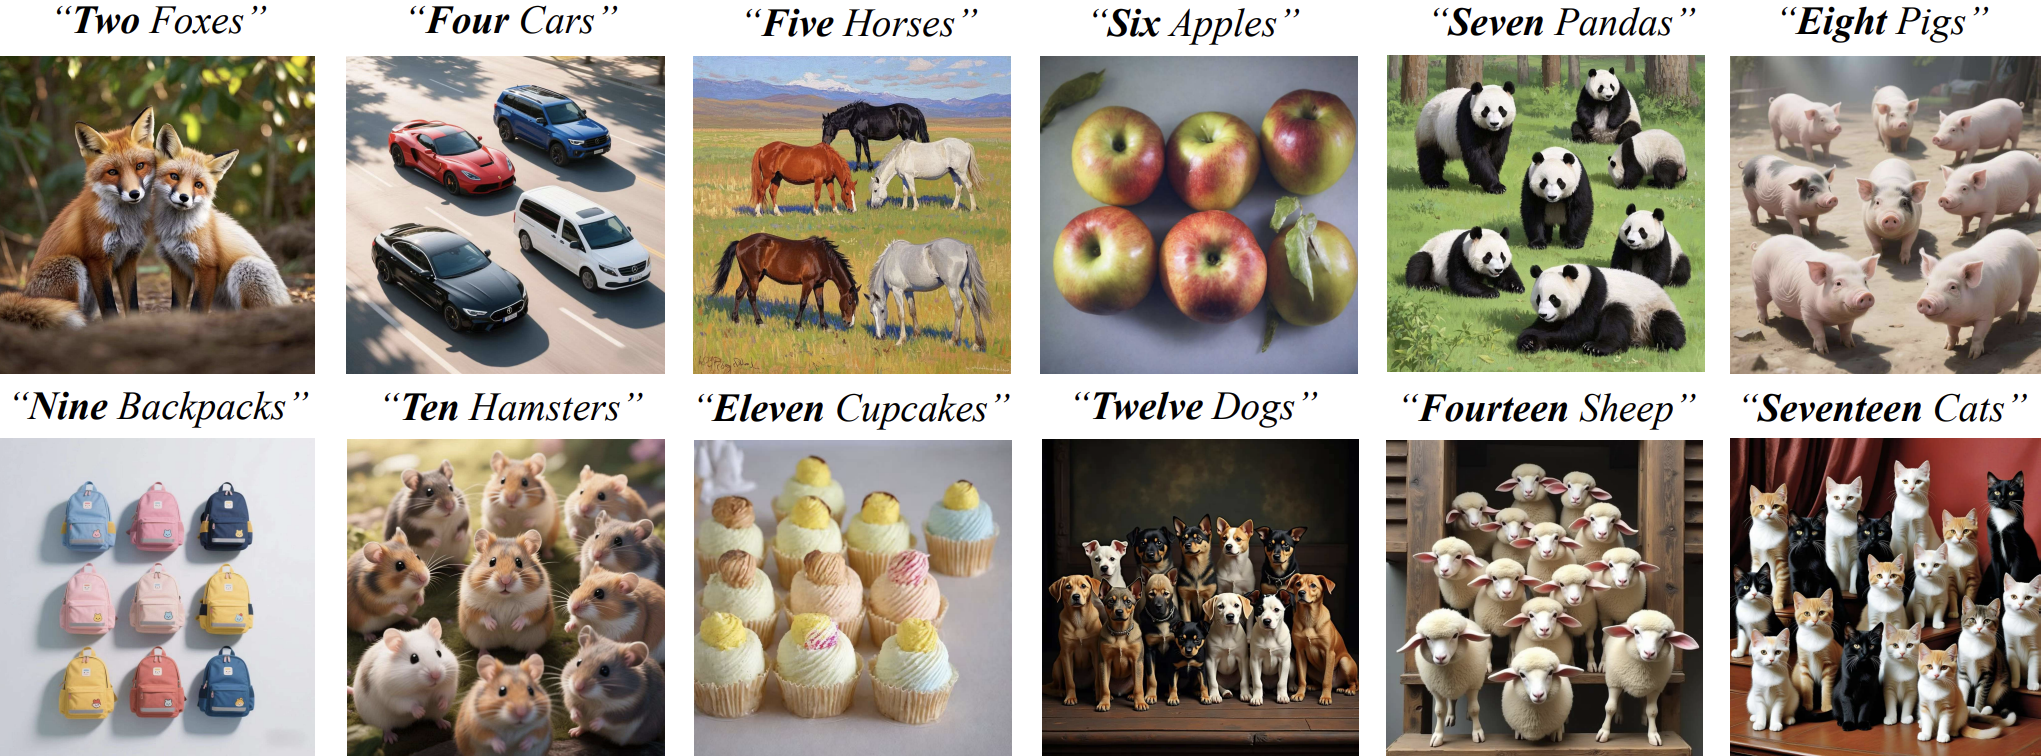 “Two Foxes”
“Four Cars”
“Five Horses”
“Six Apples”
“Seven Pandas”
“Eight Pigs”
“Nine Backpacks”
“Ten Hamsters”
“Eleven Cupcakes”
“Twelve Dogs”
“Fourteen Sheep”
“Seventeen Cats”